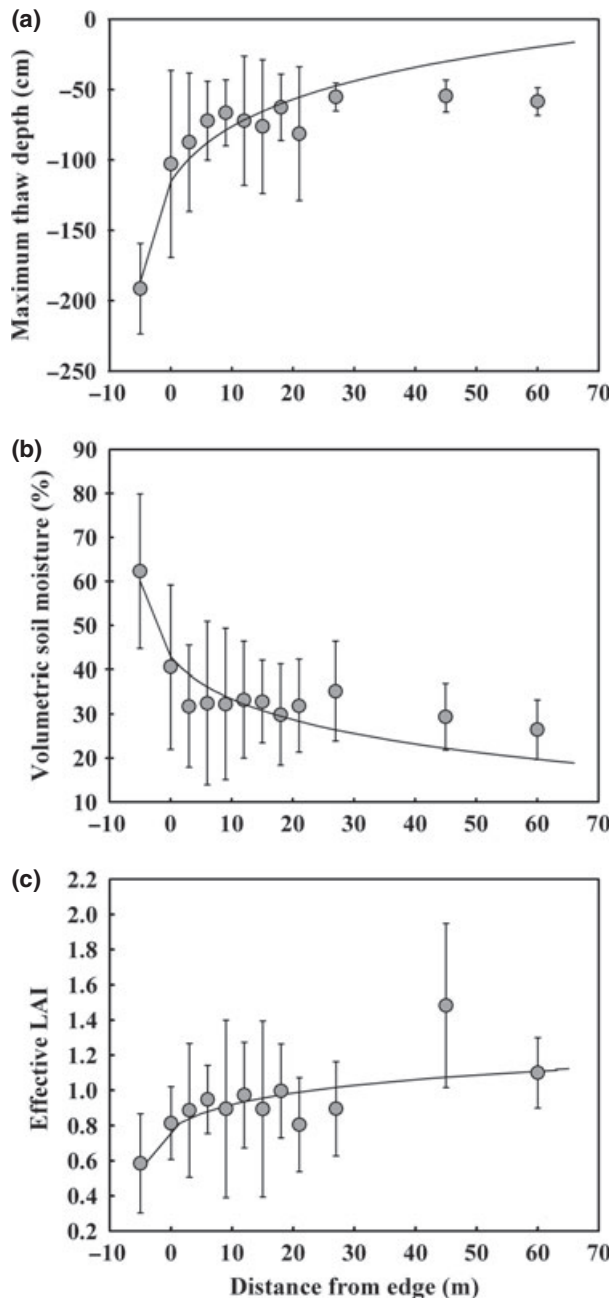 (a)
Maximum thaw depth (cm)
0
−50
−100
−150
−200
−250
−10 0 10 20 30 40 50 60 70
(b)
Volumetric soil moisture (%)
90
80
70
60
50
40
30
20
10
−10 0 10 20 30 40 50 60 70
(c)
Effective LAI
2.2
2.0
1.8
1.6
1.4
1.2
1.0
0.8
0.6
0.4
0.2
−10 0 10 20 30 40 50 60 70
Distance from edge (m)